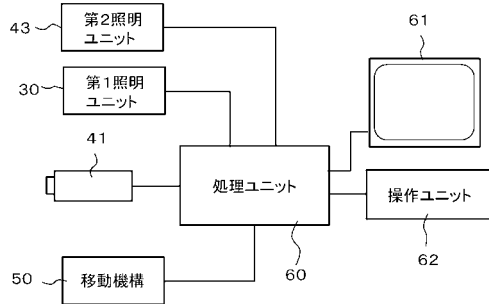 43
第2照明
ユニット
61
30
第1照明
ユニット
41
処理ユニット
操作ユニット
50
移動機構
60
62